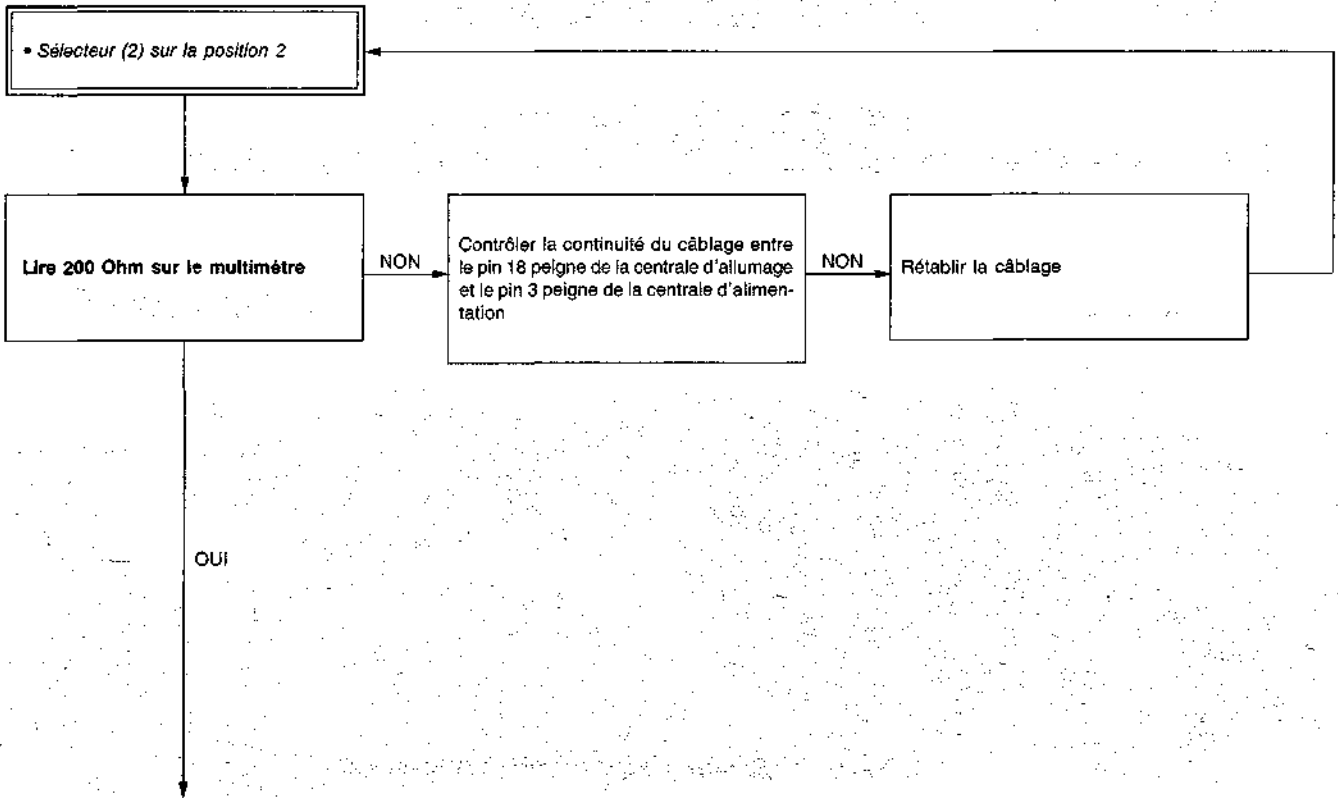 • Sélecteur (2) sur la position 2
Lire 200 Ohm sur le multimétre
NON
Contrôler la continuité du câblage entre
le pin 18 peigne de la centrale d'allumage
et le pin 3 peigne de la centrale d'alimen-
tation
NON
Rétablir la câblage
OUI